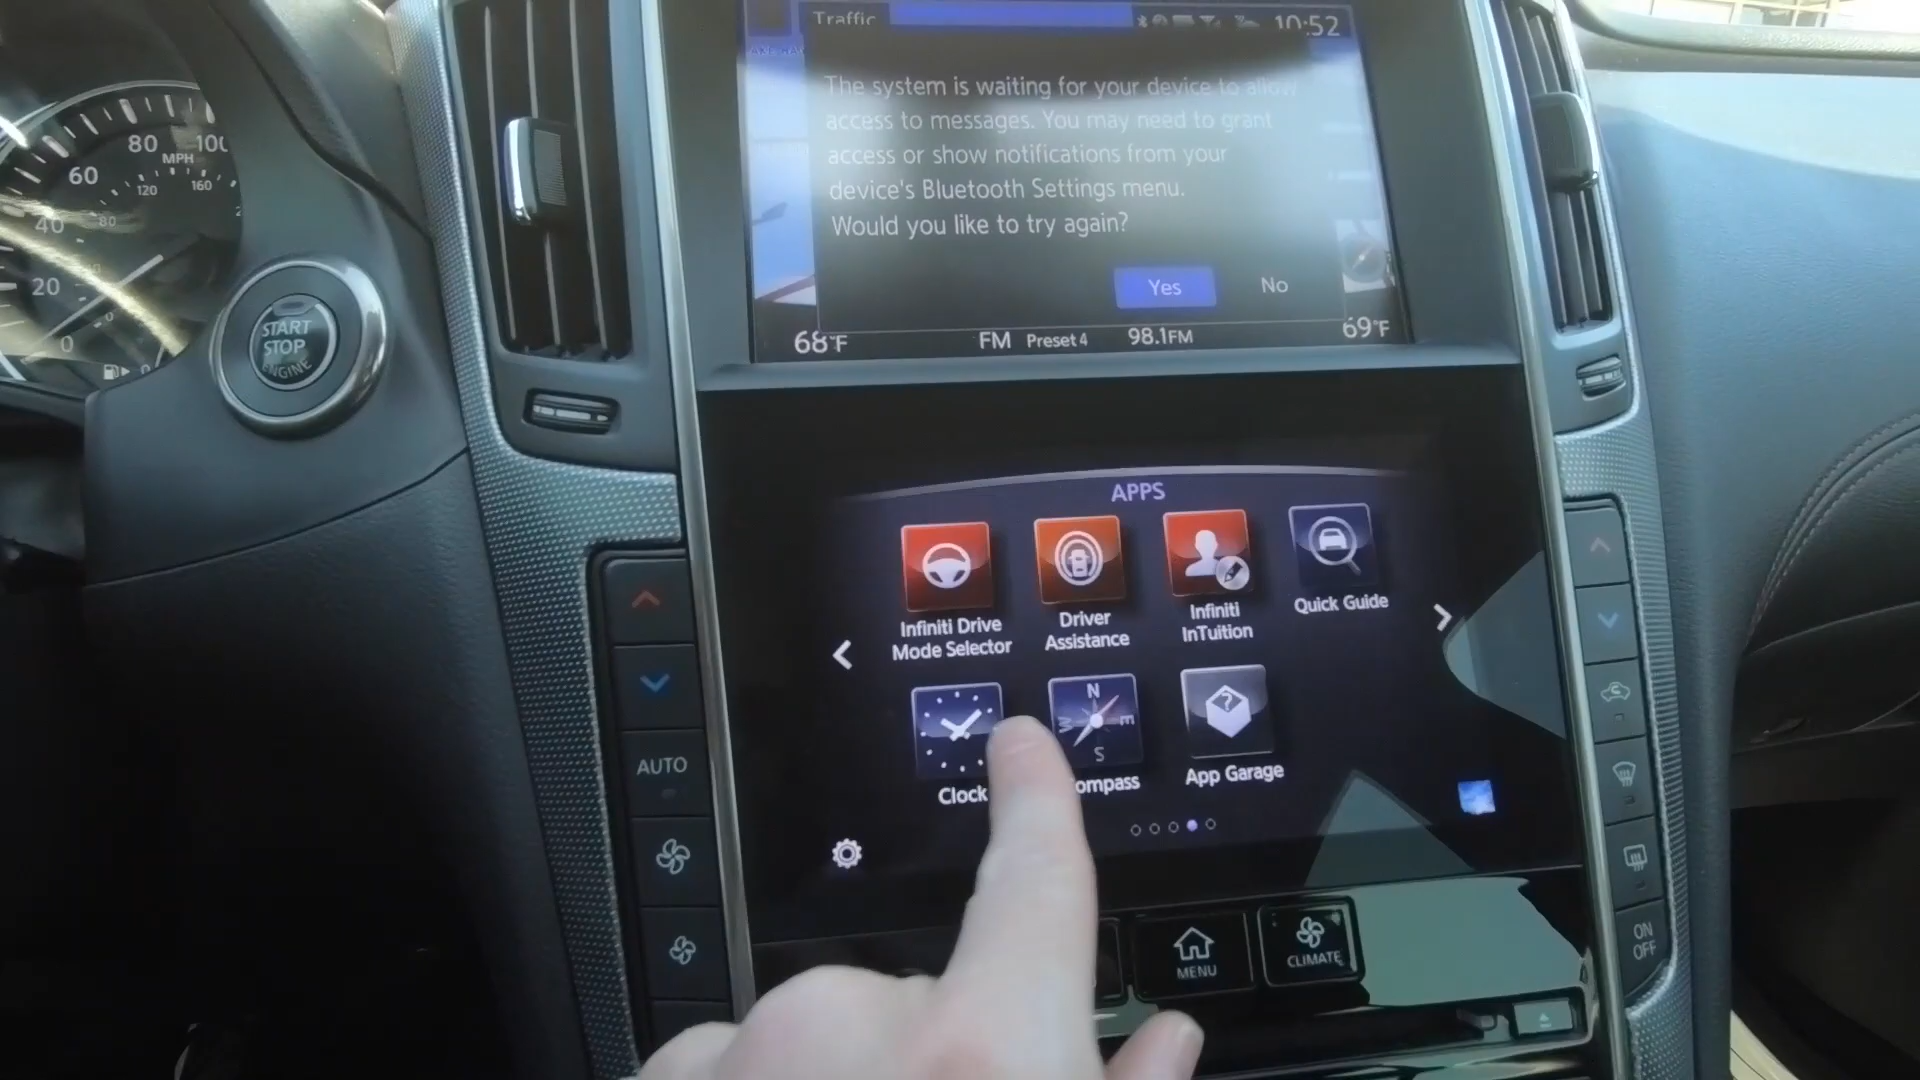 Traffic
10:52
The system is waiting for your device to allow
access to messages. You may need to grant
access or show notifications from your
device's Bluetooth Settings menu.
Would you like to try again?
Yes No
68°F FM Preset 4 98.1FM 69°F
80 100
MPH
60
120 160
40 80
20
0
START
STOP
ENGINE
APPS
Infiniti Drive
Mode Selector
Driver
Assistance
Infiniti
InTuition
Quick Guide
N
W E
S
Clock
ompass
App Garage
AUTO
MENU
CLIMATE
ON
OFF